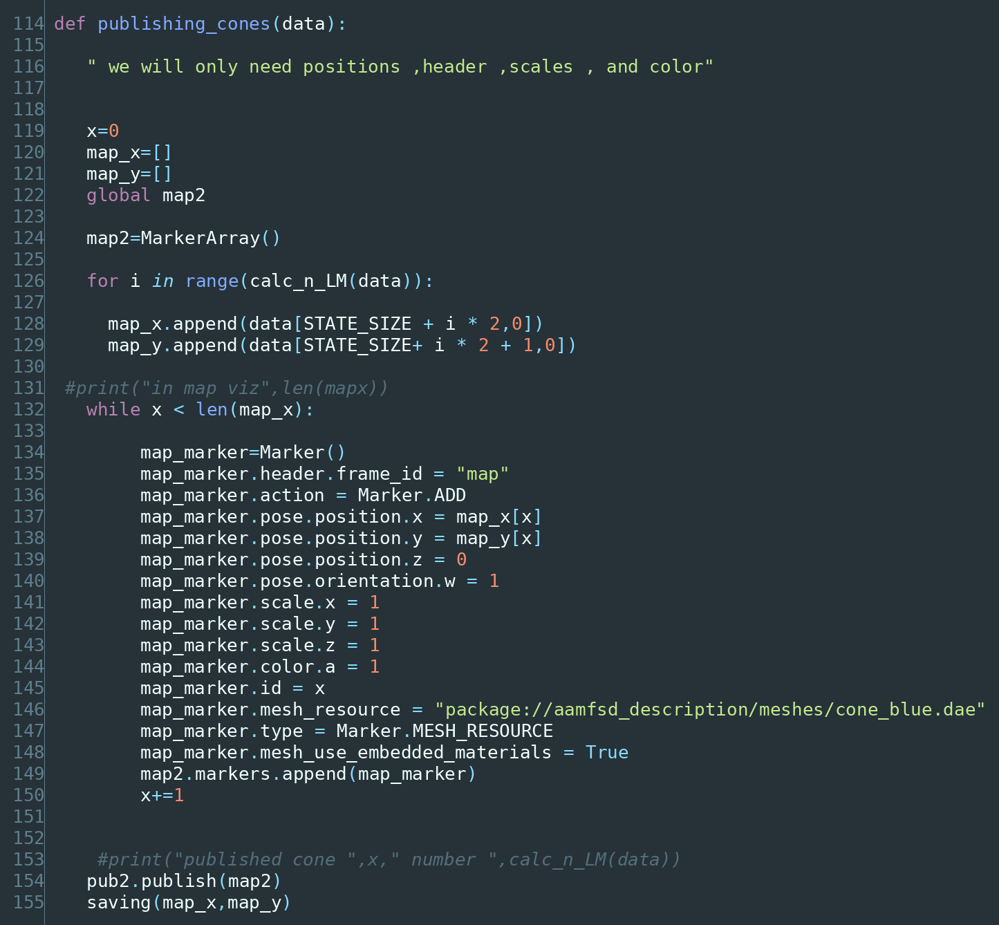 114 def publishing_cones(data):
115
116    " we will only need positions ,header ,scales , and color"
117
118
119    x=0
120    map_x=[]
121    map_y=[]
122    global map2
123
124    map2=MarkerArray()
125
126    for i in range(calc_n_LM(data)):
127
128      map_x.append(data[STATE_SIZE + i * 2,0])
129      map_y.append(data[STATE_SIZE+ i * 2 + 1,0])
130
131  #print("in map viz",len(mapx))
132    while x < len(map_x):
133
134         map_marker=Marker()
135         map_marker.header.frame_id = "map"
136         map_marker.action = Marker.ADD
137         map_marker.pose.position.x = map_x[x]
138         map_marker.pose.position.y = map_y[x]
139         map_marker.pose.position.z = 0
140         map_marker.pose.orientation.w = 1
141         map_marker.scale.x = 1
142         map_marker.scale.y = 1
143         map_marker.scale.z = 1
144         map_marker.color.a = 1
145         map_marker.id = x
146         map_marker.mesh_resource = "package://aamfsd_description/meshes/cone_blue.dae"
147         map_marker.type = Marker.MESH_RESOURCE
148         map_marker.mesh_use_embedded_materials = True
149         map2.markers.append(map_marker)
150         x+=1
151
152
153     #print("published cone ",x," number ",calc_n_LM(data))
154    pub2.publish(map2)
155    saving(map_x,map_y)